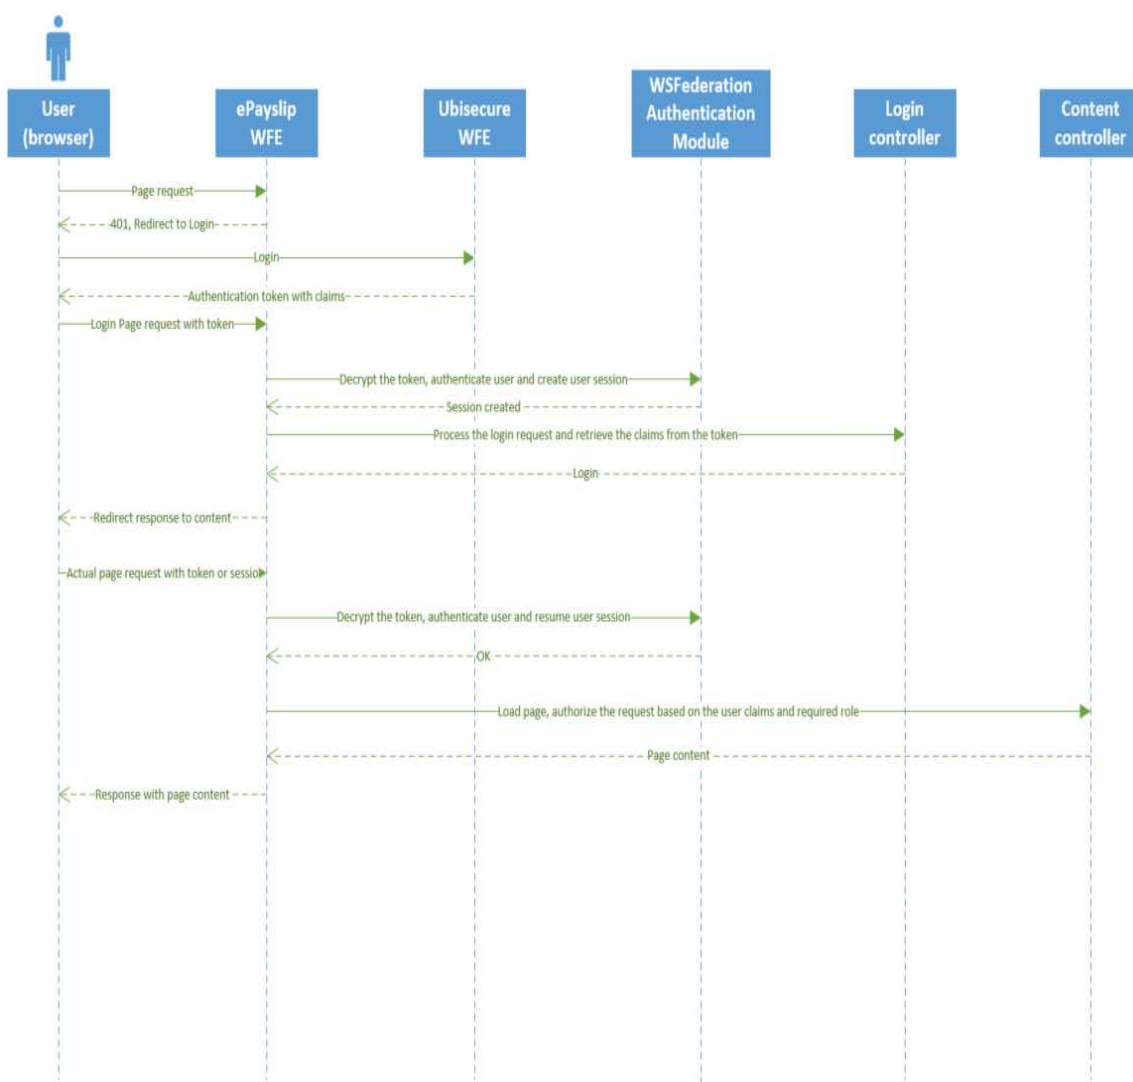 User
(browser)
ePayslip
WFE
Ubisecure
WFE
WSFederation
Authentication
Module
Login
controller
Content
controller
Page request
401, Redirect to Login
Login
Authentication token with claims
Login Page request with token
Decrypt the token, authenticate user and create user session
Session created
Process the login request and retrieve the claims from the token
Login
Redirect response to content
Actual page request with token or sessio
Decrypt the token, authenticate user and resume user session
OK
Load page, authorize the request based on the user claims and required role
Page content
Response with page content